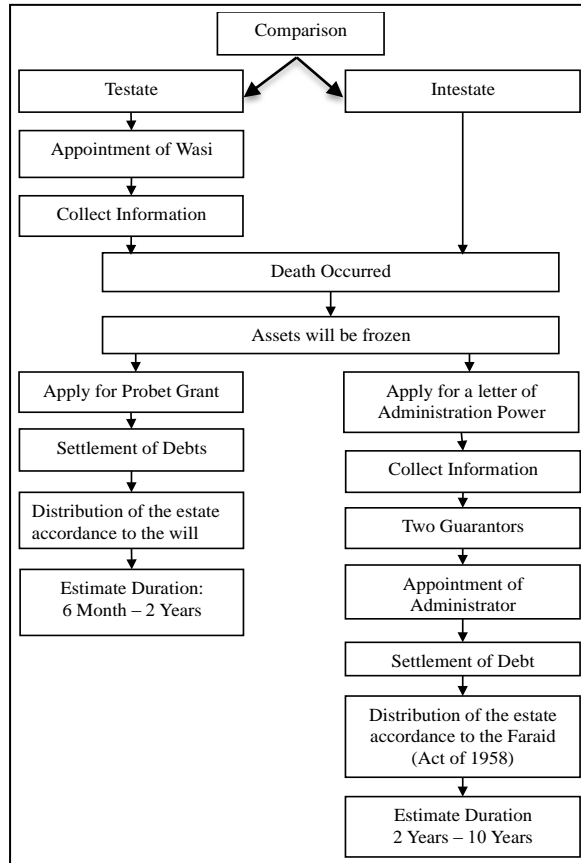 Comparison
Testate
Intestate
Appointment of Wasi
Collect Information
Death Occurred
Assets will be frozen
Apply for Probet Grant
Settlement of Debts
Distribution of the estate
accordance to the will
Estimate Duration:
6 Month – 2 Years
Apply for a letter of
Administration Power
Collect Information
Two Guarantors
Appointment of
Administrator
Settlement of Debt
Distribution of the estate
accordance to the Faraid
(Act of 1958)
Estimate Duration
2 Years – 10 Years